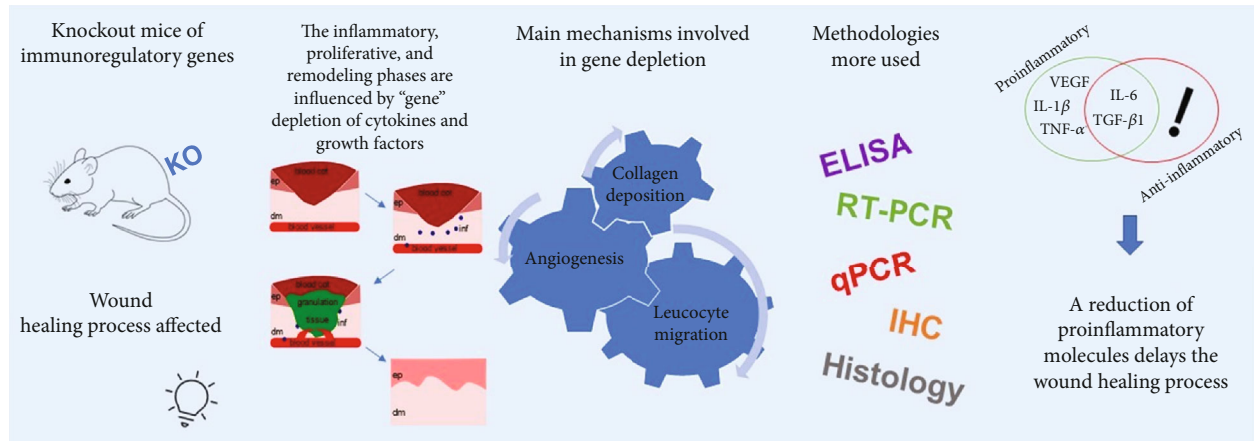 Knockout mice of
immunoregulatory genes
KO
Wound
healing process affected
The inflammatory,
proliferative, and
remodeling phases are
influenced by “gene”
depletion of cytokines and
growth factors
blood colt
ep
dm
blood vessel
blood colt
ep
inf
dm
blood vessel
blood colt
ep
granulation
tissue
inf
dm
blood vessel
ep
dm
Main mechanisms involved
in gene depletion
Collagen
deposition
Angiogenesis
Leucocyte
migration
Methodologies
more used
ELISA
RT-PCR
qPCR
IHC
Histology
Proinflammatory
VEGF
IL-1β
TNF-α
IL-6
TGF-β1
!
Anti-inflammatory
A reduction of
proinflammatory
molecules delays the
wound healing process